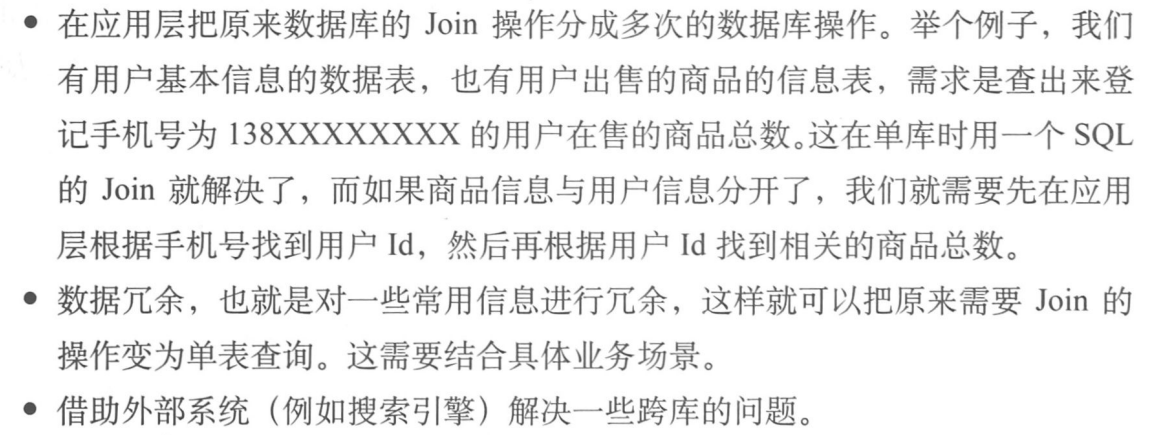 • 在应用层把原来数据库的 Join 操作分成多次的数据库操作。举个例子，我们
有用户基本信息的数据表，也有用户出售的商品的信息表，需求是查出来登
记手机号为 138XXXXXXXX 的用户在售的商品总数。这在单库时用一个 SQL
的 Join 就解决了，而如果商品信息与用户信息分开了，我们就需要先在应用
层根据手机号找到用户 Id，然后再根据用户 Id 找到相关的商品总数。
• 数据冗余，也就是对一些常用信息进行冗余，这样就可以把原来需要 Join 的
操作变为单表查询。这需要结合具体业务场景。
• 借助外部系统（例如搜索引擎）解决一些跨库的问题。